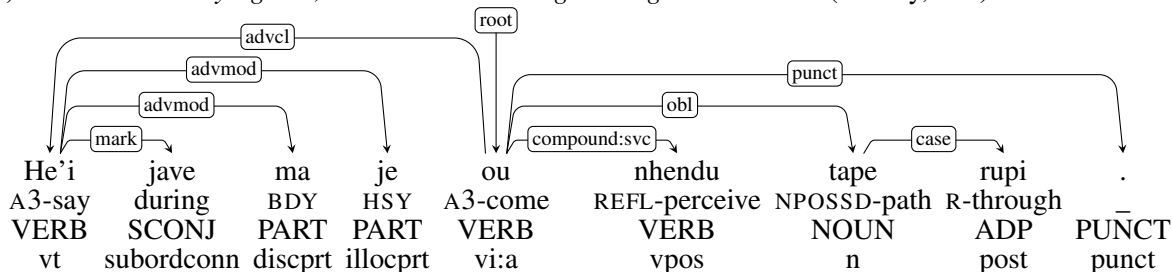 root
advcl
advmod punct
advmod obl
mark compound:svc case
He'i jave ma je ou nhendu tape rupi .
A3-say during BDY HSY A3-come REFL-perceive NPOSSD-path R-through _
VERB SCONJ PART PART VERB VERB NOUN ADP PUNCT
vt subordconn discprt illocprt vi:a vpos n post punct